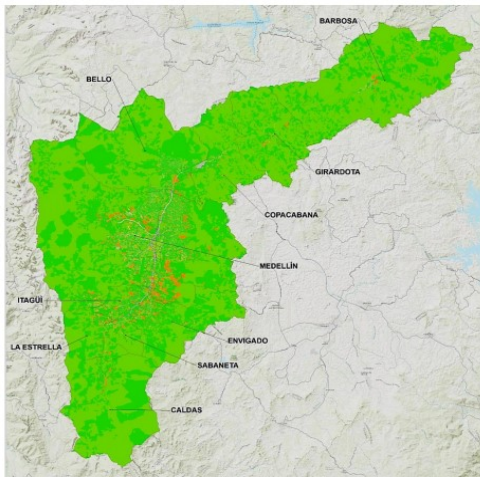 BARBOSA
BELLO
GIRARDOTA
COPACABANA
MEDELLÍN
ITAGÜÍ
ENVIGADO
LA ESTRELLA
SABANETA
CALDAS